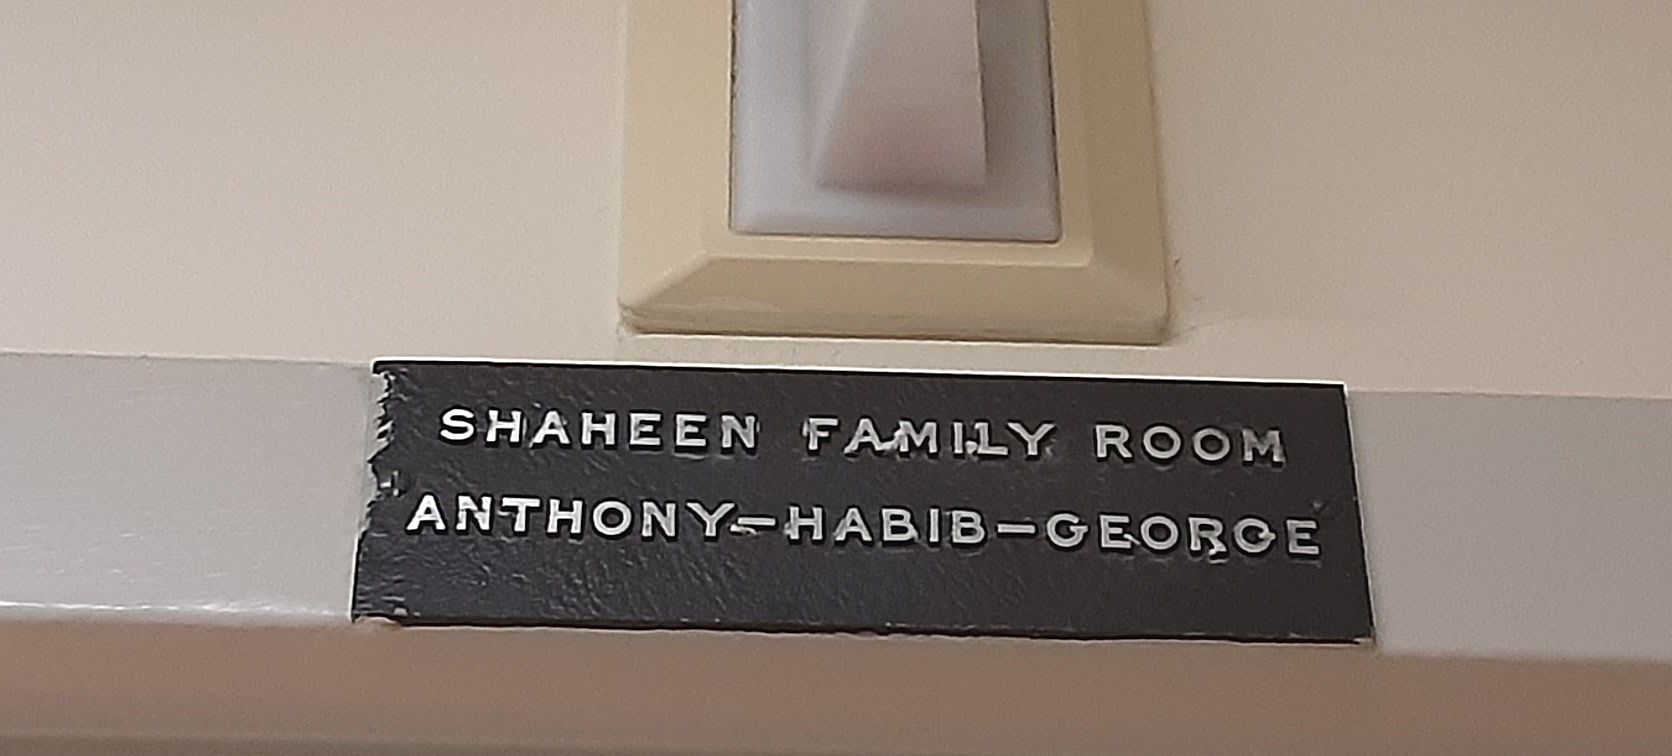 SHAHEEN FAMILY ROOM
ANTHONY-HABIB-GEORGE